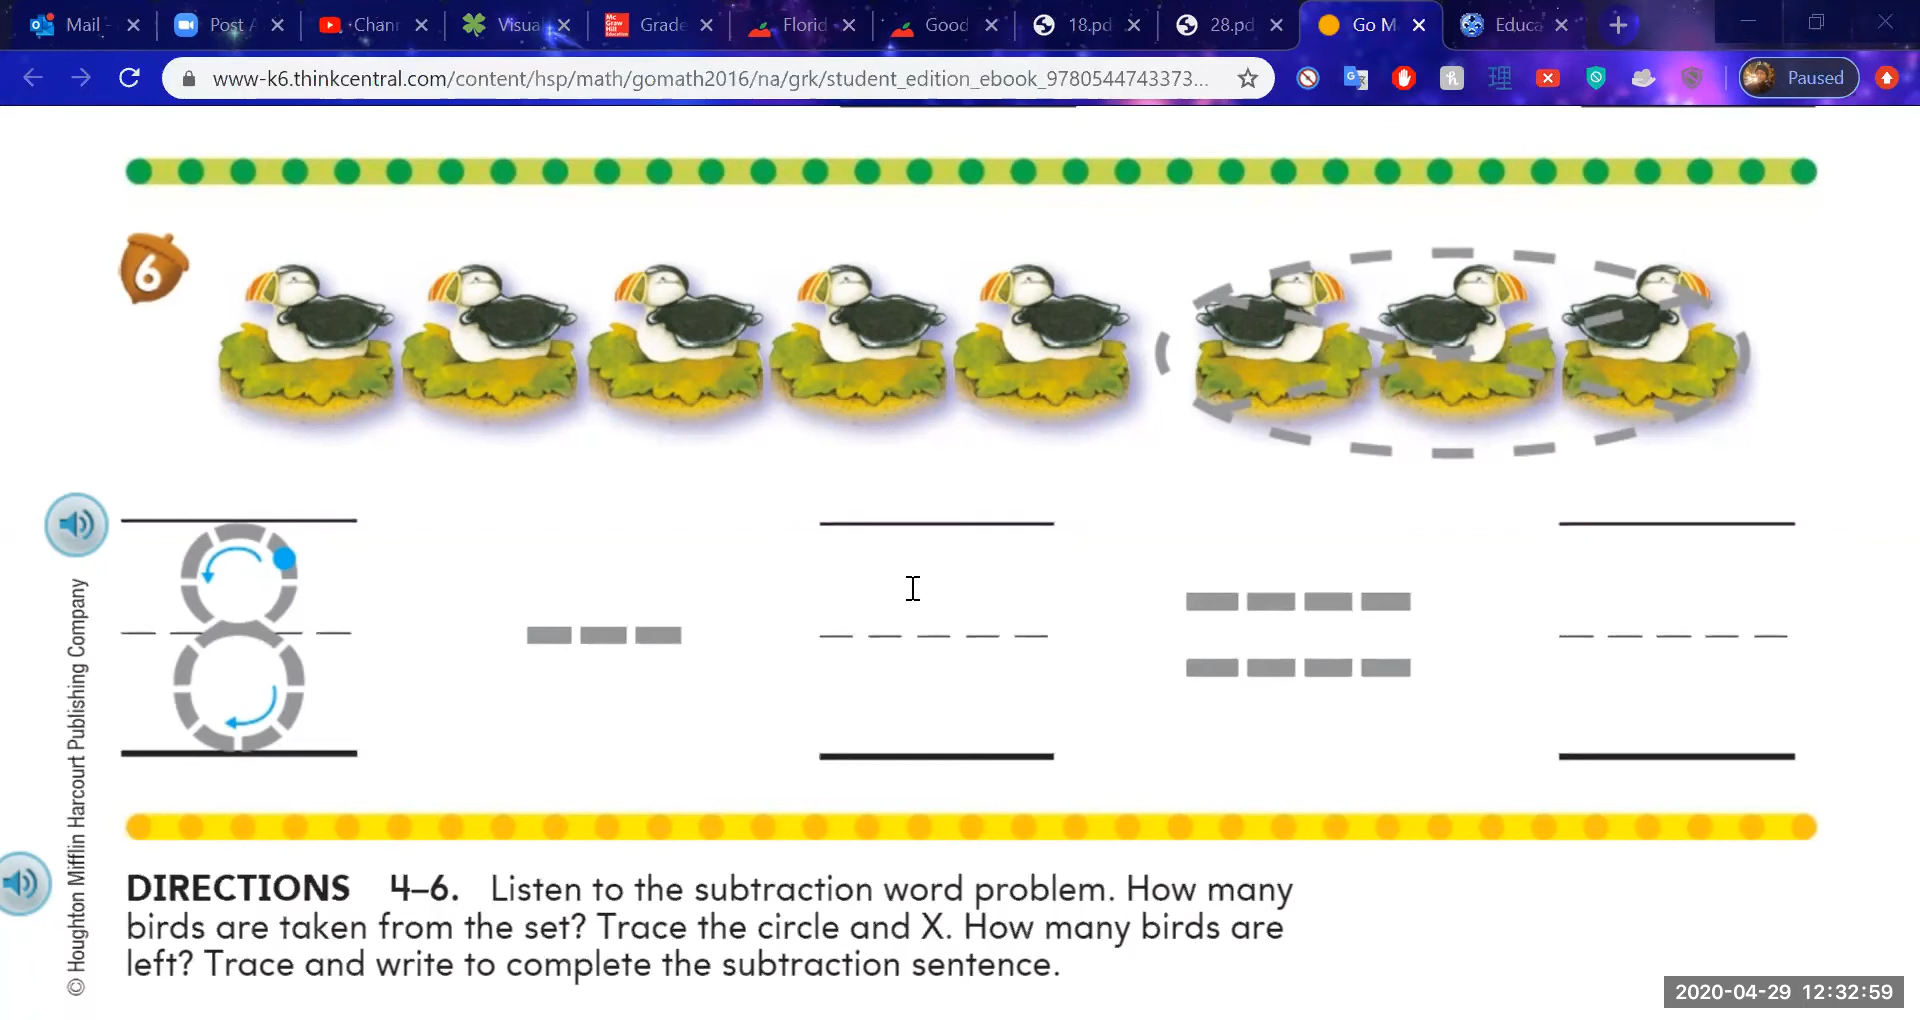 Mail - Post A Chann Visua Grade Florid Good 18.pd 28.pd Go M Educa
www-k6.thinkcentral.com/content/hsp/math/gomath2016/na/grk/student_edition_ebook_9780544743373... Paused
6
8
© Houghton Mifflin Harcourt Publishing Company
DIRECTIONS 4–6. Listen to the subtraction word problem. How many
birds are taken from the set? Trace the circle and X. How many birds are
left? Trace and write to complete the subtraction sentence.
2020-04-29 12:32:59